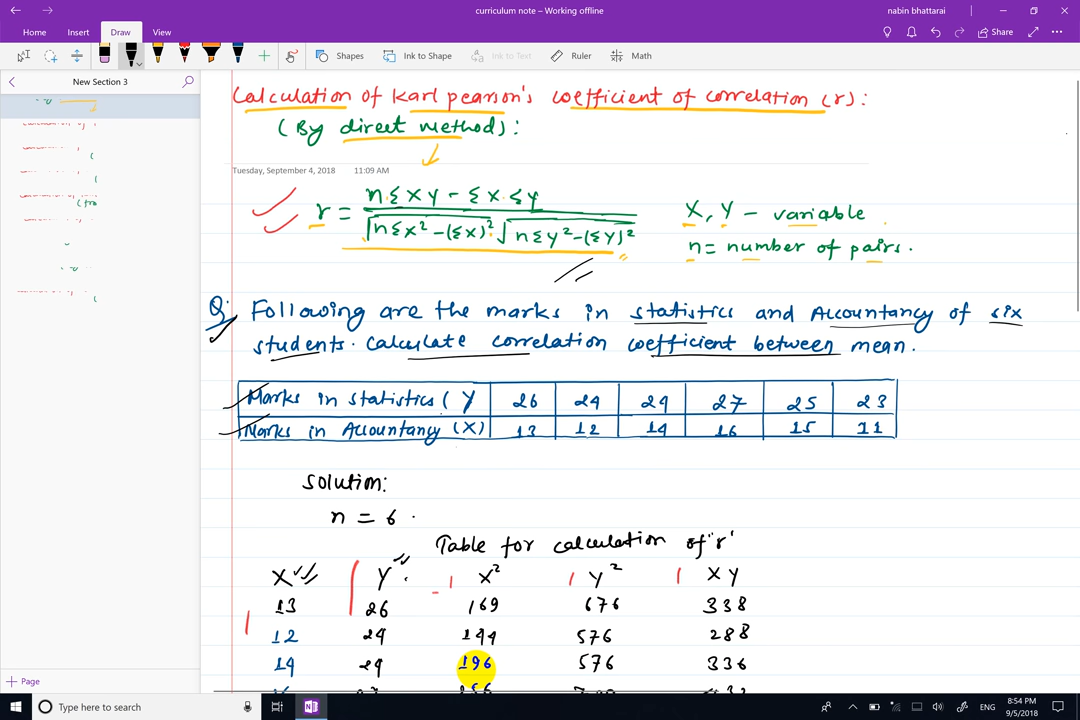 curriculum note – Working offline
nabin bhattarai
Home Insert Draw View
Share
Shapes Ink to Shape Ink to Text Ruler Math
New Section 3
Calculation of Karl pearson's coefficient of correlation (r):
(By direct method):
Tuesday, September 4, 2018 11:09 AM
r = nΣXY - ΣX.ΣY / √nΣX² - (ΣX)² √nΣY² - (ΣY)²
X, Y - variable
n = number of pairs.
Q. Following are the marks in statistics and Accountancy of six
students. calculate correlation coefficient between mean.
Marks in statistics (Y 26 24 24 27 25 23
Marks in Accountancy (X) 13 12 14 16 15 11
Solution:
n = 6.
Table for calculation of "r"
X Y X² Y² XY
13 26 169 676 338
12 24 144 576 288
14 24 196 576 336
Page
Type here to search
ENG
8:54 PM
9/5/2018